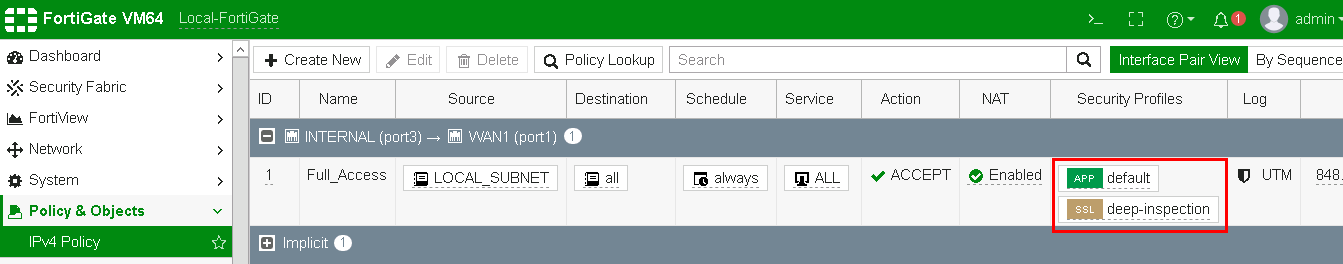 FortiGate VM64 Local-FortiGate >_ ? 1 admin
Dashboard
Security Fabric
FortiView
Network
System
Policy & Objects
IPv4 Policy
+ Create New Edit Delete Policy Lookup Search Interface Pair View By Sequence
ID Name Source Destination Schedule Service Action NAT Security Profiles Log
INTERNAL (port3) → WAN1 (port1) 1
1 Full_Access LOCAL_SUBNET all always ALL ACCEPT Enabled APP default UTM 848.
SSL deep-inspection
Implicit 1